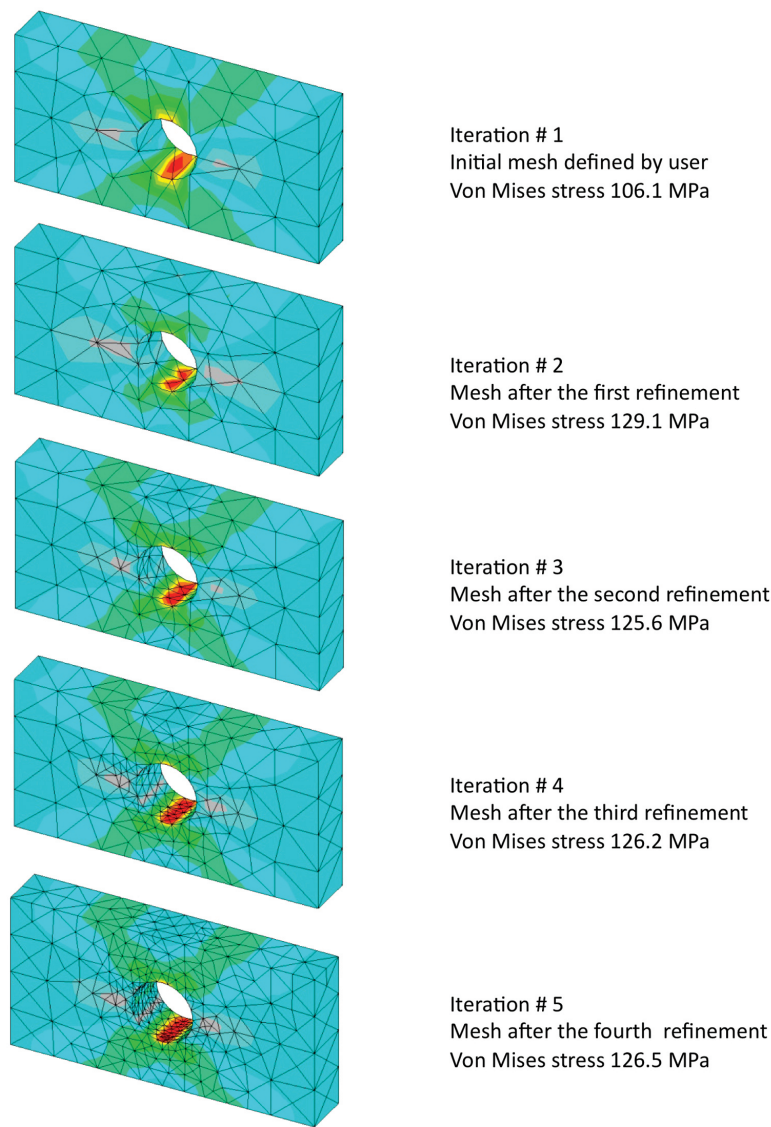 Iteration # 1
Initial mesh defined by user
Von Mises stress 106.1 MPa
Iteration # 2
Mesh after the first refinement
Von Mises stress 129.1 MPa
Iteration # 3
Mesh after the second refinement
Von Mises stress 125.6 MPa
Iteration # 4
Mesh after the third refinement
Von Mises stress 126.2 MPa
Iteration # 5
Mesh after the fourth  refinement
Von Mises stress 126.5 MPa